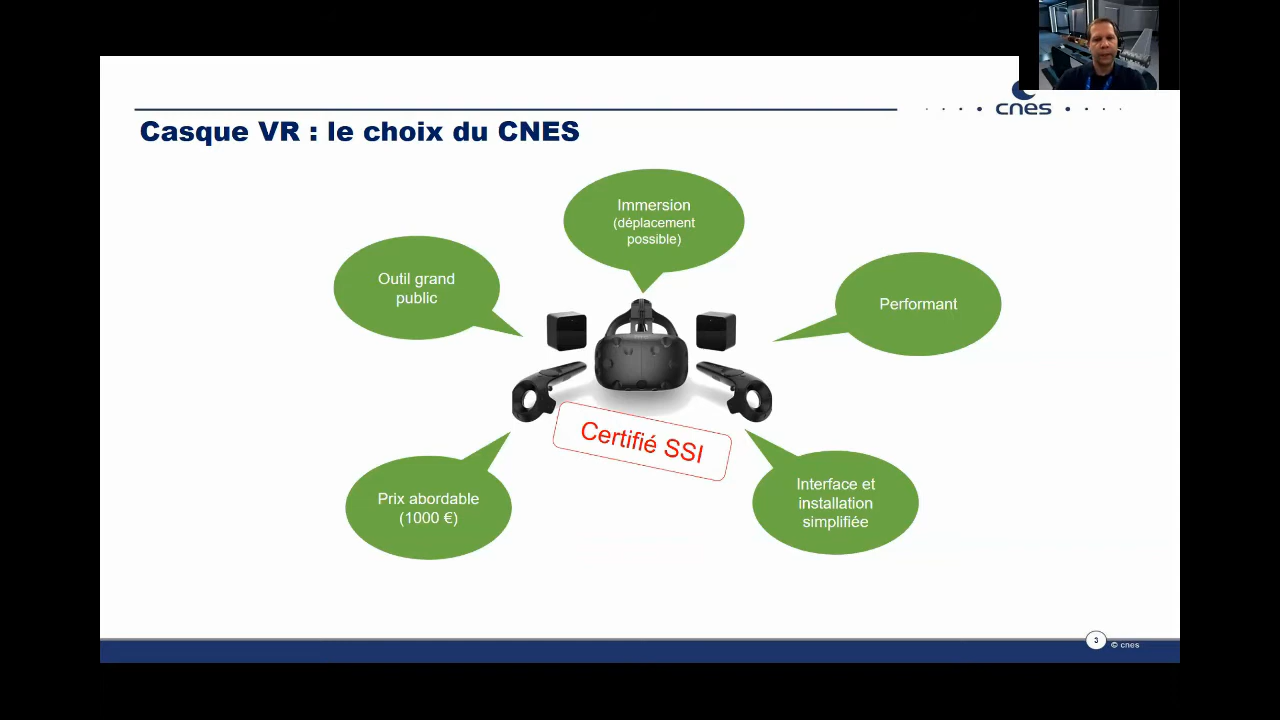 cnes
Casque VR : le choix du CNES
Immersion
(déplacement
possible)
Outil grand
public
Performant
Certifié SSI
Prix abordable
(1000 €)
Interface et
installation
simplifiée
3
© cnes